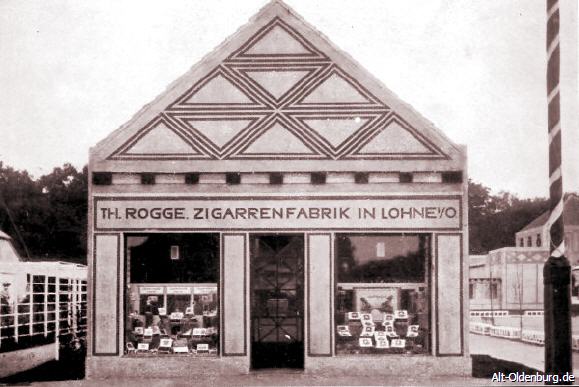 TH. ROGGE. ZIGARRENFABRIK IN LOHNE I/O
Alt-Oldenburg.de